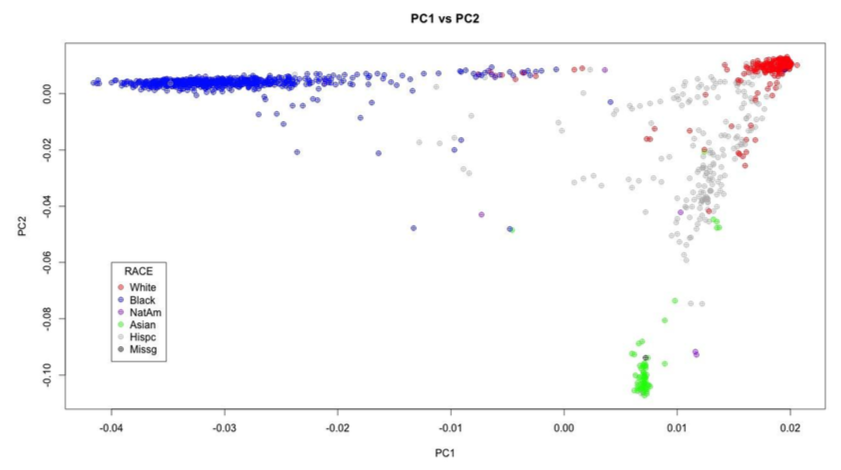 PC1 vs PC2
0.00
-0.02
-0.04
-0.06
-0.08
-0.10
PC2
RACE
White
Black
NatAm
Asian
Hispc
Missg
-0.04
-0.03
-0.02
-0.01
0.00
0.01
0.02
PC1